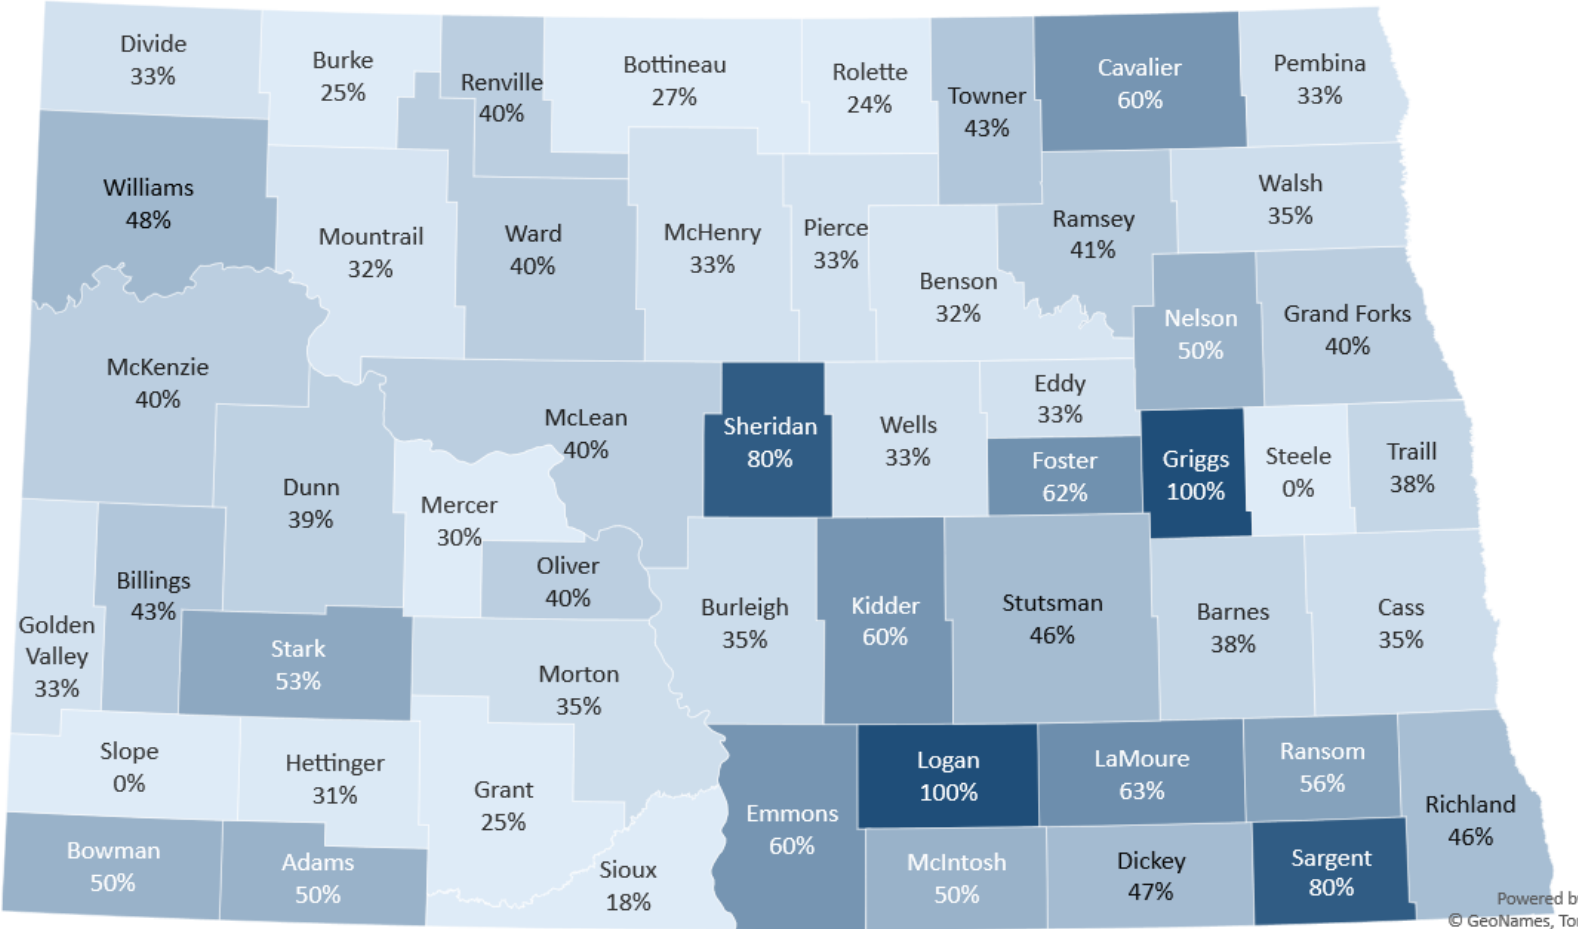 Divide
33%
Burke
25%
Renville
40%
Bottineau
27%
Rolette
24%
Towner
43%
Cavalier
60%
Pembina
33%
Williams
48%
Mountrail
32%
Ward
40%
McHenry
33%
Pierce
33%
Benson
32%
Ramsey
41%
Walsh
35%
Nelson
50%
Grand Forks
40%
McKenzie
40%
Dunn
39%
McLean
40%
Mercer
30%
Oliver
40%
Sheridan
80%
Wells
33%
Eddy
33%
Foster
62%
Griggs
100%
Steele
0%
Traill
38%
Golden
Valley
33%
Billings
43%
Stark
53%
Morton
35%
Burleigh
35%
Kidder
60%
Stutsman
46%
Barnes
38%
Cass
35%
Slope
0%
Hettinger
31%
Grant
25%
Bowman
50%
Adams
50%
Sioux
18%
Emmons
60%
Logan
100%
LaMoure
63%
Ransom
56%
Richland
46%
McIntosh
50%
Dickey
47%
Sargent
80%
Powered b
© GeoNames, To